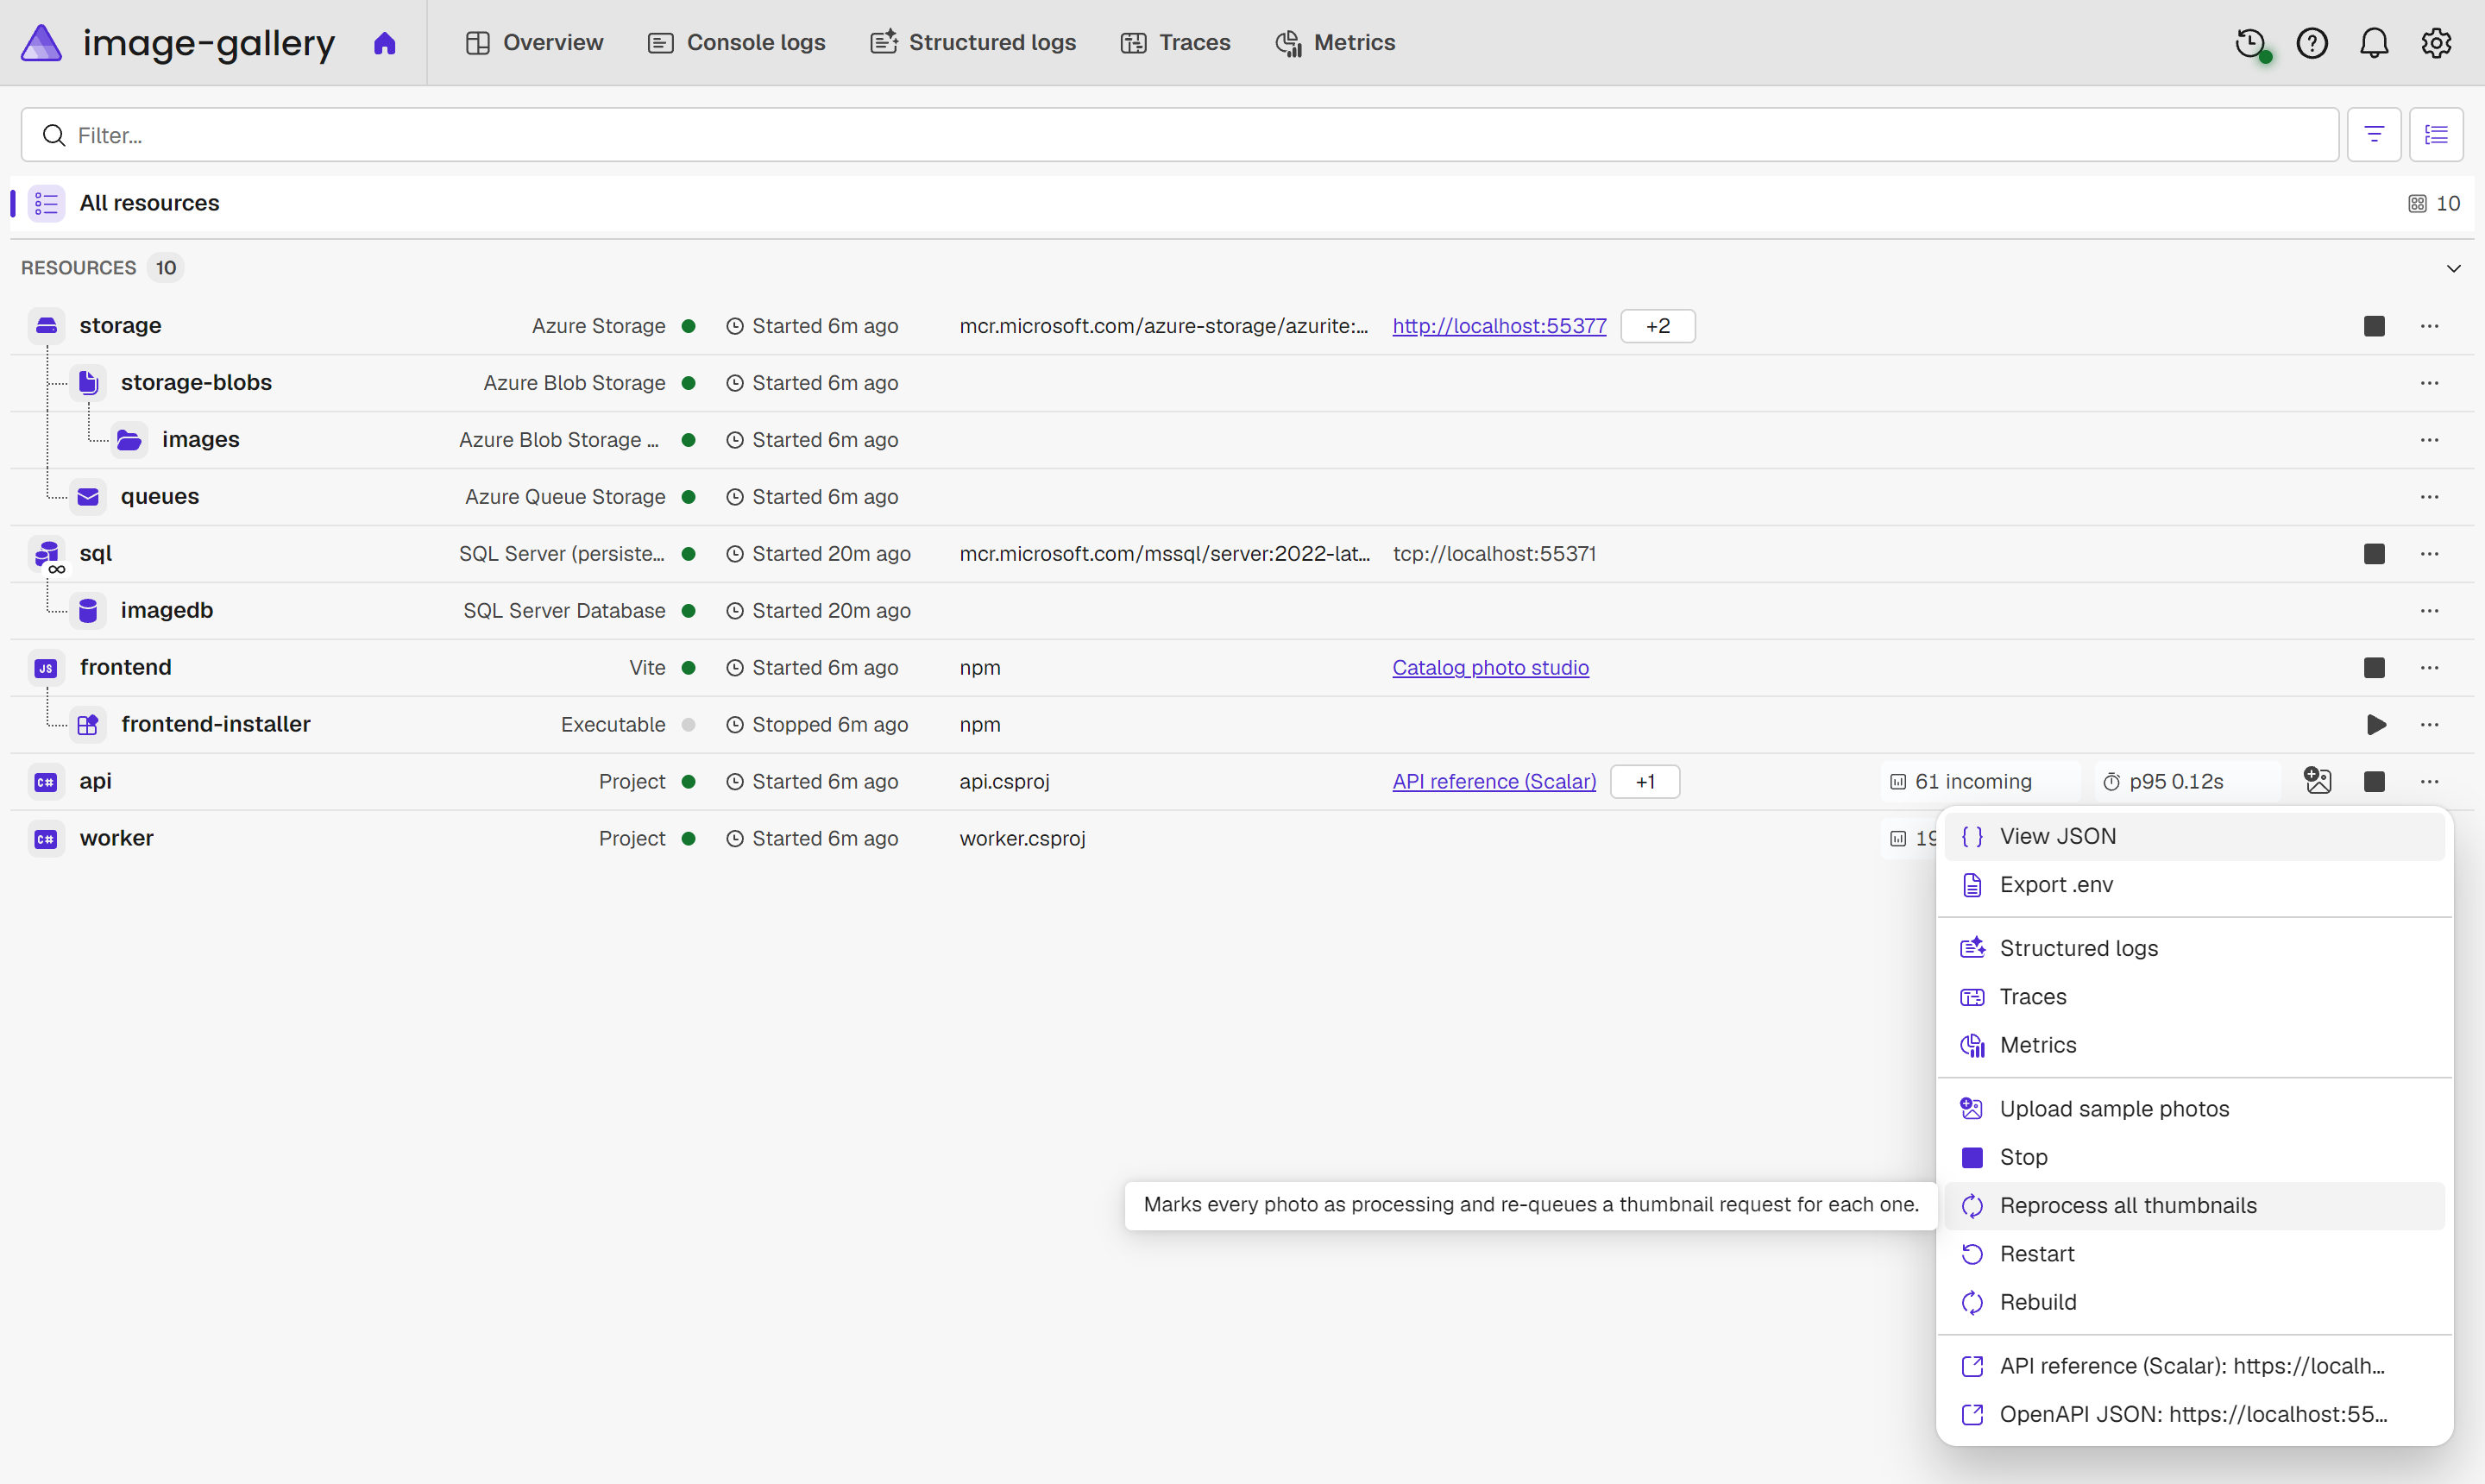 image-gallery Overview Console logs Structured logs Traces Metrics
Filter...
All resources 10
RESOURCES 10
storage Azure Storage Started 6m ago mcr.microsoft.com/azure-storage/azurite:... http://localhost:55377 +2
storage-blobs Azure Blob Storage Started 6m ago
images Azure Blob Storage ... Started 6m ago
queues Azure Queue Storage Started 6m ago
sql SQL Server (persiste... Started 20m ago mcr.microsoft.com/mssql/server:2022-lat... tcp://localhost:55371
imagedb SQL Server Database Started 20m ago
JS frontend Vite Started 6m ago npm Catalog photo studio
frontend-installer Executable Stopped 6m ago npm
C# api Project Started 6m ago api.csproj API reference (Scalar) +1 61 incoming p95 0.12s
C# worker Project Started 6m ago worker.csproj 19
View JSON
Export .env
Structured logs
Traces
Metrics
Upload sample photos
Stop
Marks every photo as processing and re-queues a thumbnail request for each one.
Reprocess all thumbnails
Restart
Rebuild
API reference (Scalar): https://localh...
OpenAPI JSON: https://localhost:55...